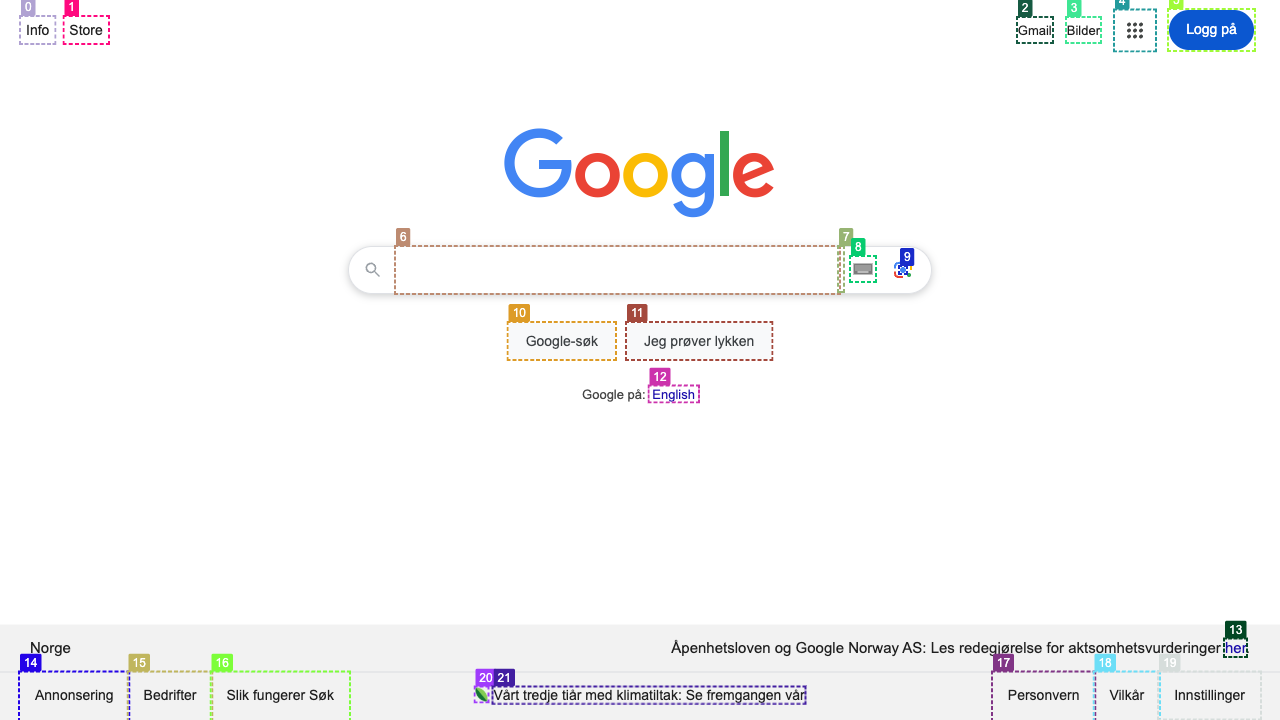 0 1 2 3 4 5
Info Store Gmail Bilder Logg på
Google
6 7 8 9
10 11
Google-søk Jeg prøver lykken
12
Google på: English
13
Norge Åpenhetsloven og Google Norway AS: Les redegjørelse for aktsomhetsvurderinger her.
14 15 16 20 21 17 18 19
Annonsering Bedrifter Slik fungerer Søk Vårt tredje tiår med klimatiltak: Se fremgangen vår Personvern Vilkår Innstillinger